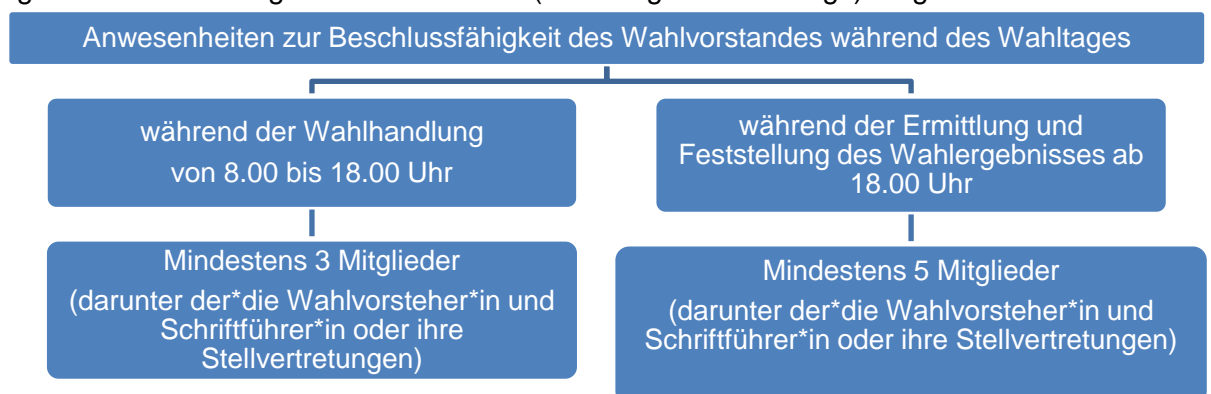 Anwesenheiten zur Beschlussfähigkeit des Wahlvorstandes während des Wahltages
während der Wahlhandlung
von 8.00 bis 18.00 Uhr
während der Ermittlung und
Feststellung des Wahlergebnisses ab
18.00 Uhr
Mindestens 3 Mitglieder
(darunter der*die Wahlvorsteher*in und
Schriftführer*in oder ihre
Stellvertretungen)
Mindestens 5 Mitglieder
(darunter der*die Wahlvorsteher*in und
Schriftführer*in oder ihre Stellvertretungen)